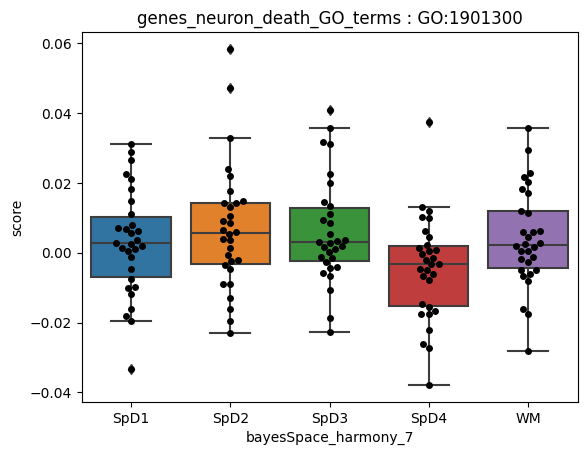 genes_neuron_death_GO_terms : GO:1901300
0.06
0.04
0.02
0.00
−0.02
−0.04
score
SpD1 SpD2 SpD3 SpD4 WM
bayesSpace_harmony_7